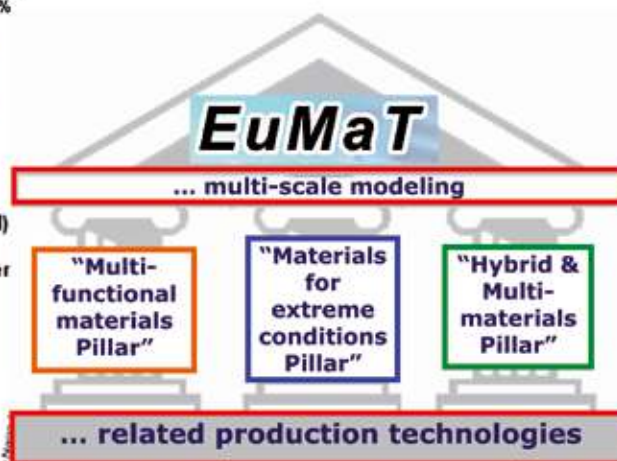 %
EuMaT
... multi-scale modeling
)
er
“Multi-
functional
materials
Pillar”
“Materials
for
extreme
conditions
Pillar”
“Hybrid &
Multi-
materials
Pillar”
... related production technologies